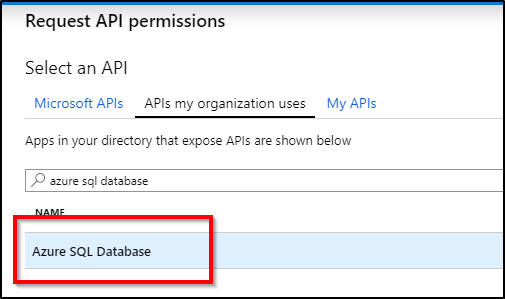 Request API permissions
Select an API
Microsoft APIs APIs my organization uses My APIs
Apps in your directory that expose APIs are shown below
azure sql database
NAME
Azure SQL Database